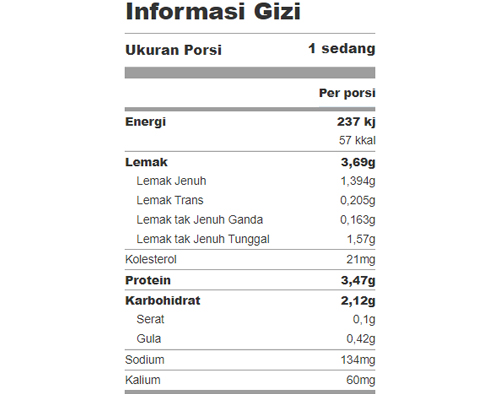 Informasi Gizi
Ukuran Porsi 1 sedang
Per porsi
Energi 237 kj
57 kkal
Lemak 3,69g
Lemak Jenuh 1,394g
Lemak Trans 0,205g
Lemak tak Jenuh Ganda 0,163g
Lemak tak Jenuh Tunggal 1,57g
Kolesterol 21mg
Protein 3,47g
Karbohidrat 2,12g
Serat 0,1g
Gula 0,42g
Sodium 134mg
Kalium 60mg